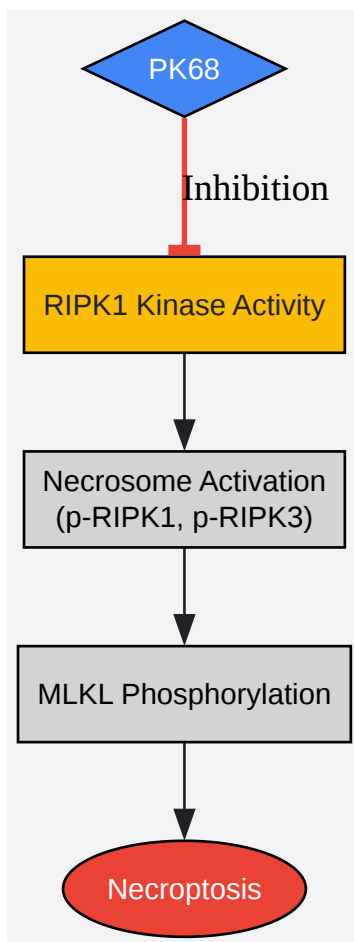 PK68
Inhibition
RIPK1 Kinase Activity
Necrosome Activation
(p-RIPK1, p-RIPK3)
MLKL Phosphorylation
Necroptosis